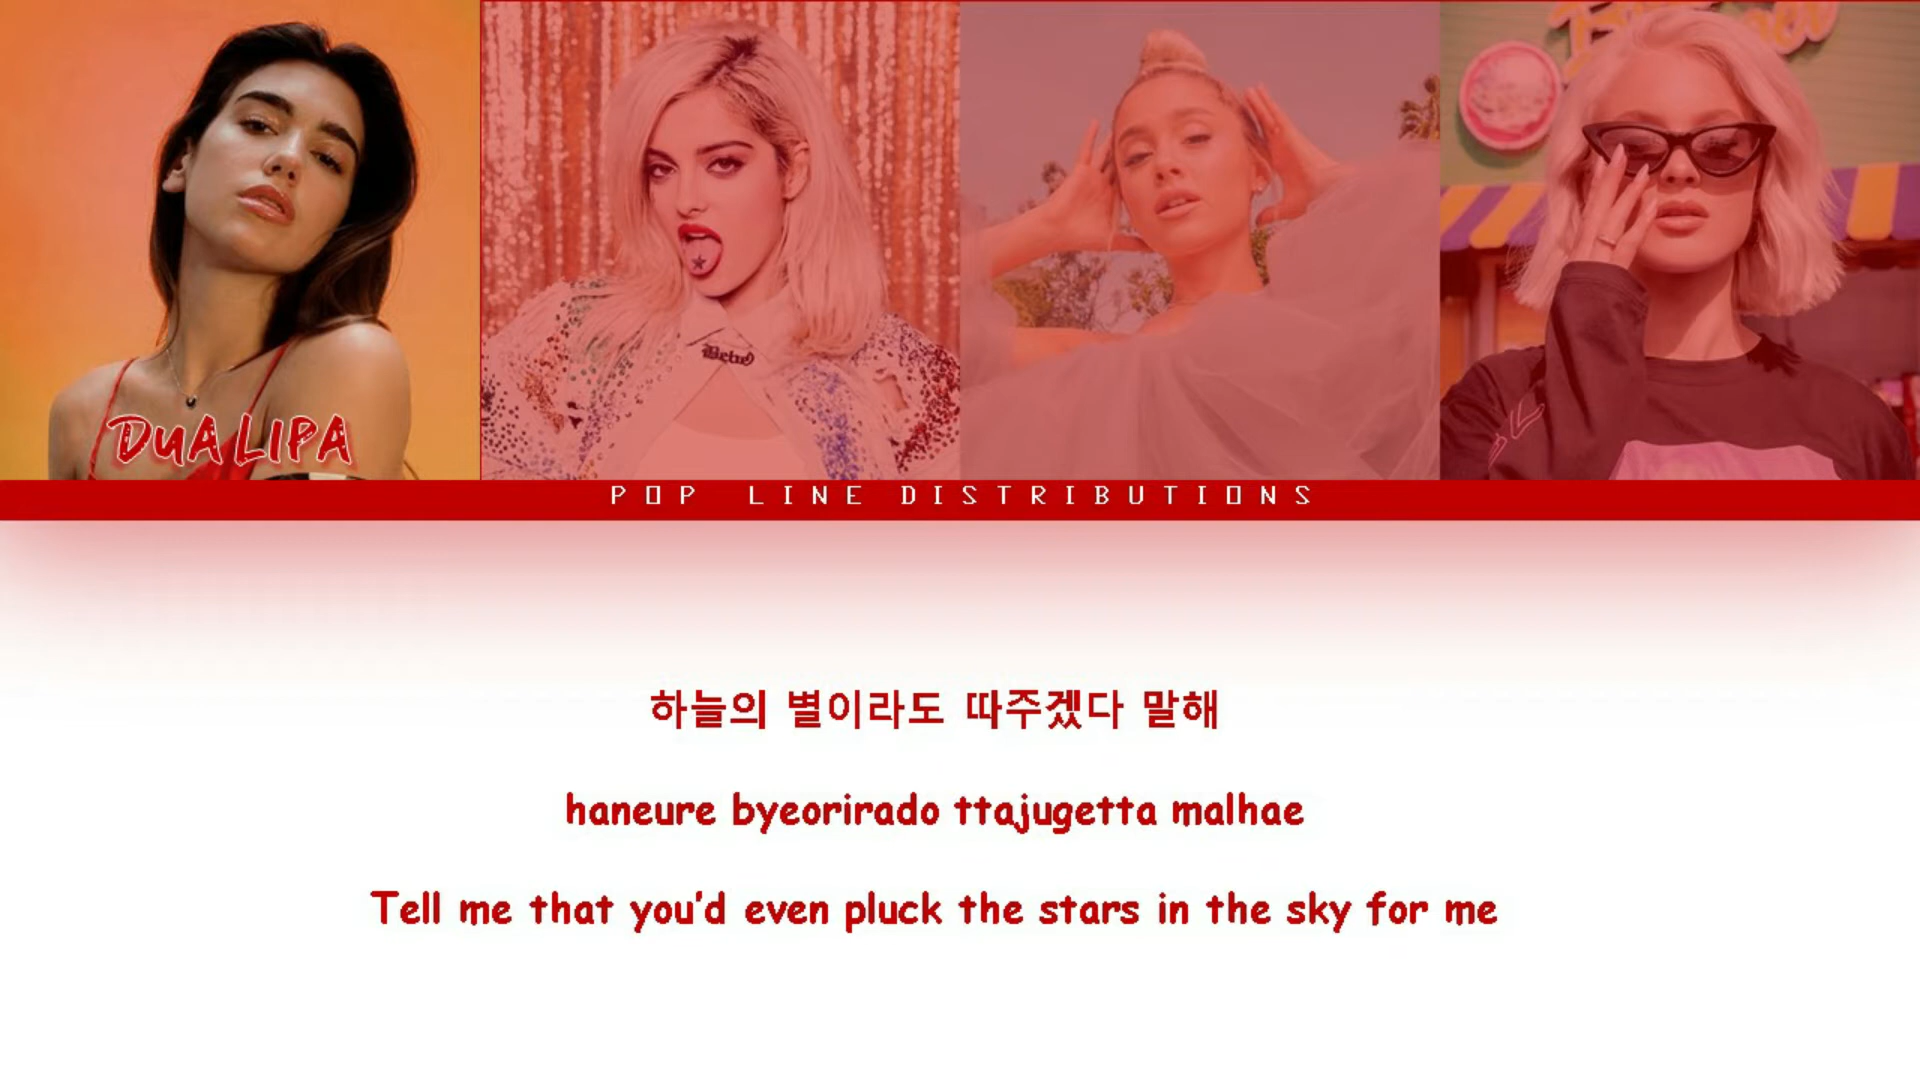 DUA LIPA
Bebe
POP LINE DISTRIBUTIONS
하늘의 별이라도 따주겠다 말해
haneure byeorirado ttajugetta malhae
Tell me that you'd even pluck the stars in the sky for me